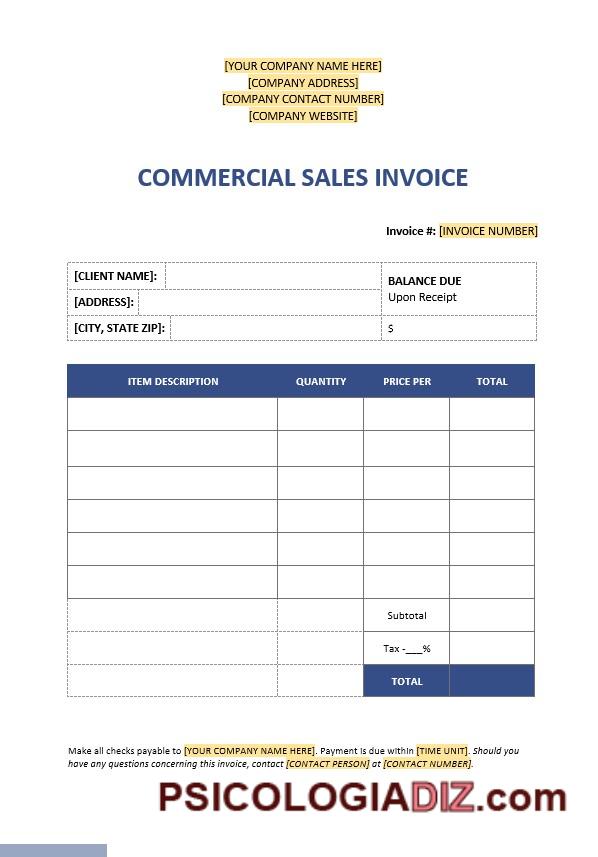 [YOUR COMPANY NAME HERE]
[COMPANY ADDRESS]
[COMPANY CONTACT NUMBER]
[COMPANY WEBSITE]
COMMERCIAL SALES INVOICE
Invoice #: [INVOICE NUMBER]
[CLIENT NAME]:
BALANCE DUE
Upon Receipt
[ADDRESS]:
[CITY, STATE ZIP]: $
ITEM DESCRIPTION QUANTITY PRICE PER TOTAL
Subtotal
Tax -___%
TOTAL
Make all checks payable to [YOUR COMPANY NAME HERE]. Payment is due within [TIME UNIT]. Should you
have any questions concerning this invoice, contact [CONTACT PERSON] at [CONTACT NUMBER].
PSICOLOGIADIZ.com